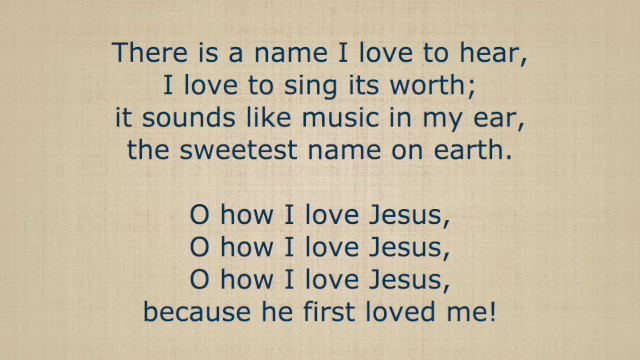 There is a name I love to hear,
I love to sing its worth;
it sounds like music in my ear,
the sweetest name on earth.
O how I love Jesus,
O how I love Jesus,
O how I love Jesus,
because he first loved me!